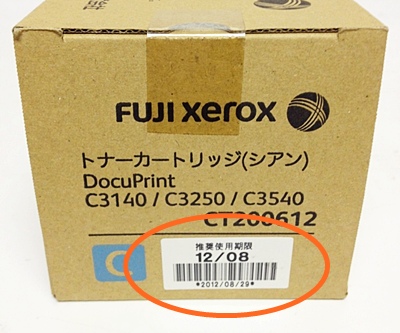 FUJI xerox
トナーカートリッジ(シアン)
DocuPrint
C3140 / C3250 / C3540
CT200612
C
推奨使用期限
12/08
*2012/08/29*